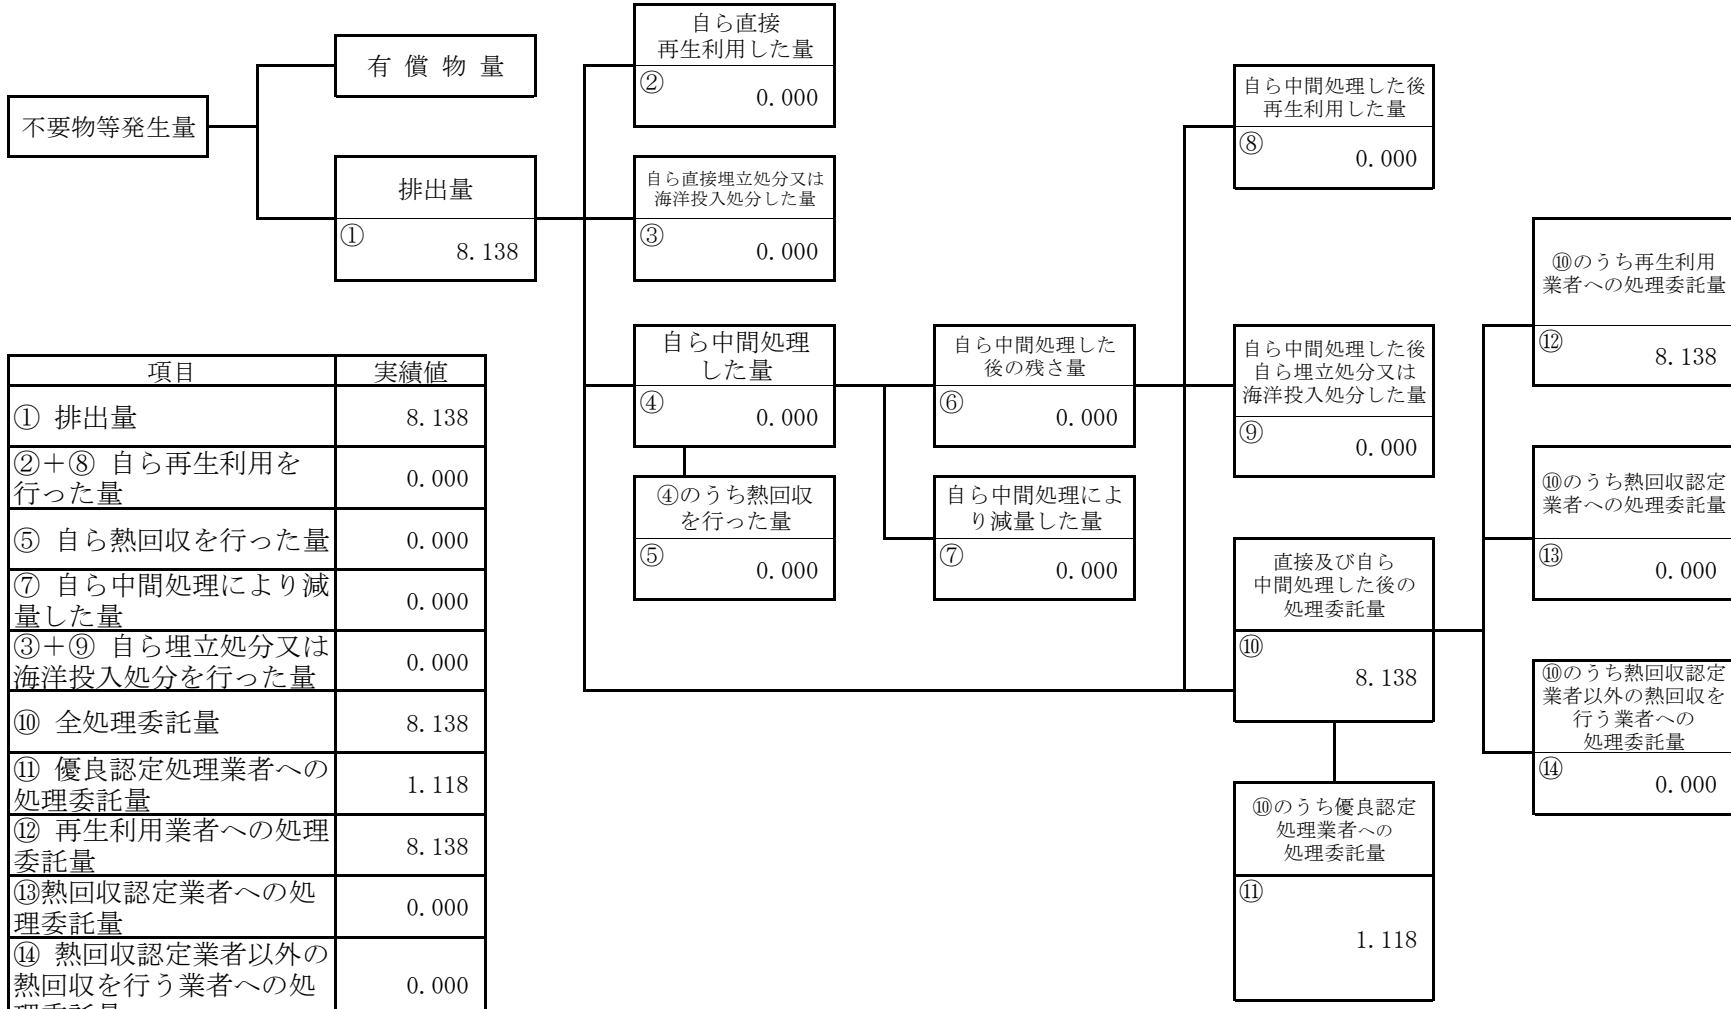 不要物等発生量
有 償 物 量
排出量
①
8.138
自ら直接
再生利用した量
②
0.000
自ら直接埋立処分又は
海洋投入処分した量
③
0.000
自ら中間処理
した量
④
0.000
④のうち熱回収
を行った量
⑤
0.000
自ら中間処理した
後の残さ量
⑥
0.000
自ら中間処理によ
り減量した量
⑦
0.000
自ら中間処理した後
再生利用した量
⑧
0.000
自ら中間処理した後
自ら埋立処分又は
海洋投入処分した量
⑨
0.000
直接及び自ら
中間処理した後の
処理委託量
⑩
8.138
⑩のうち優良認定
処理業者への
処理委託量
⑪
1.118
⑩のうち再生利用
業者への処理委託量
⑫
8.138
⑩のうち熱回収認定
業者への処理委託量
⑬
0.000
⑩のうち熱回収認定
業者以外の熱回収を
行う業者への
処理委託量
⑭
0.000
項目 実績値
① 排出量 8.138
②＋⑧ 自ら再生利用を
行った量 0.000
⑤ 自ら熱回収を行った量 0.000
⑦ 自ら中間処理により減
量した量 0.000
③＋⑨ 自ら埋立処分又は
海洋投入処分を行った量 0.000
⑩ 全処理委託量 8.138
⑪ 優良認定処理業者への
処理委託量 1.118
⑫ 再生利用業者への処理
委託量 8.138
⑬熱回収認定業者への処
理委託量 0.000
⑭ 熱回収認定業者以外の
熱回収を行う業者への処 0.000